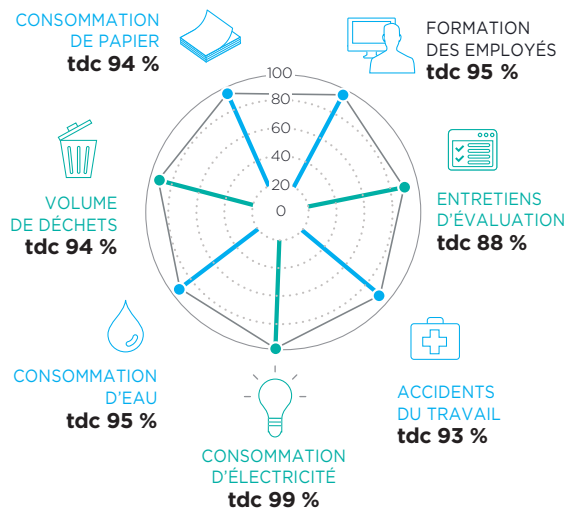 CONSOMMATION
DE PAPIER
tdc 94 %
FORMATION
DES EMPLOYÉS
tdc 95 %
100
80
60
40
20
0
VOLUME
DE DÉCHETS
tdc 94 %
ENTRETIENS
D'ÉVALUATION
tdc 88 %
CONSOMMATION
D'EAU
tdc 95 %
ACCIDENTS
DU TRAVAIL
tdc 93 %
CONSOMMATION
D'ÉLECTRICITÉ
tdc 99 %